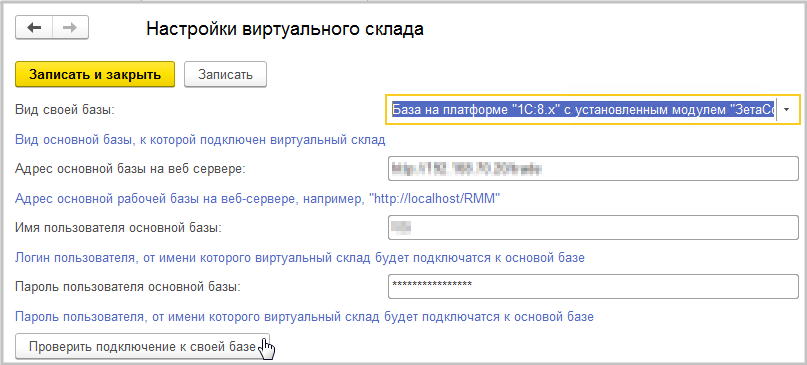 Настройки виртуального склада
Записать и закрыть Записать
Вид своей базы: База на платформе "1С:8.x" с установленным модулем "ЗетаСо
Вид основной базы, к которой подключен виртуальный склад
Адрес основной базы на веб сервере:
Адрес основной рабочей базы на веб-сервере, например, "http://localhost/RMM"
Имя пользователя основной базы:
Логин пользователя, от имени которого виртуальный склад будет подключатся к основой базе
Пароль пользователя основной базы: ****************
Пароль пользователя, от имени которого виртуальный склад будет подключатся к основой базе
Проверить подключение к своей базе